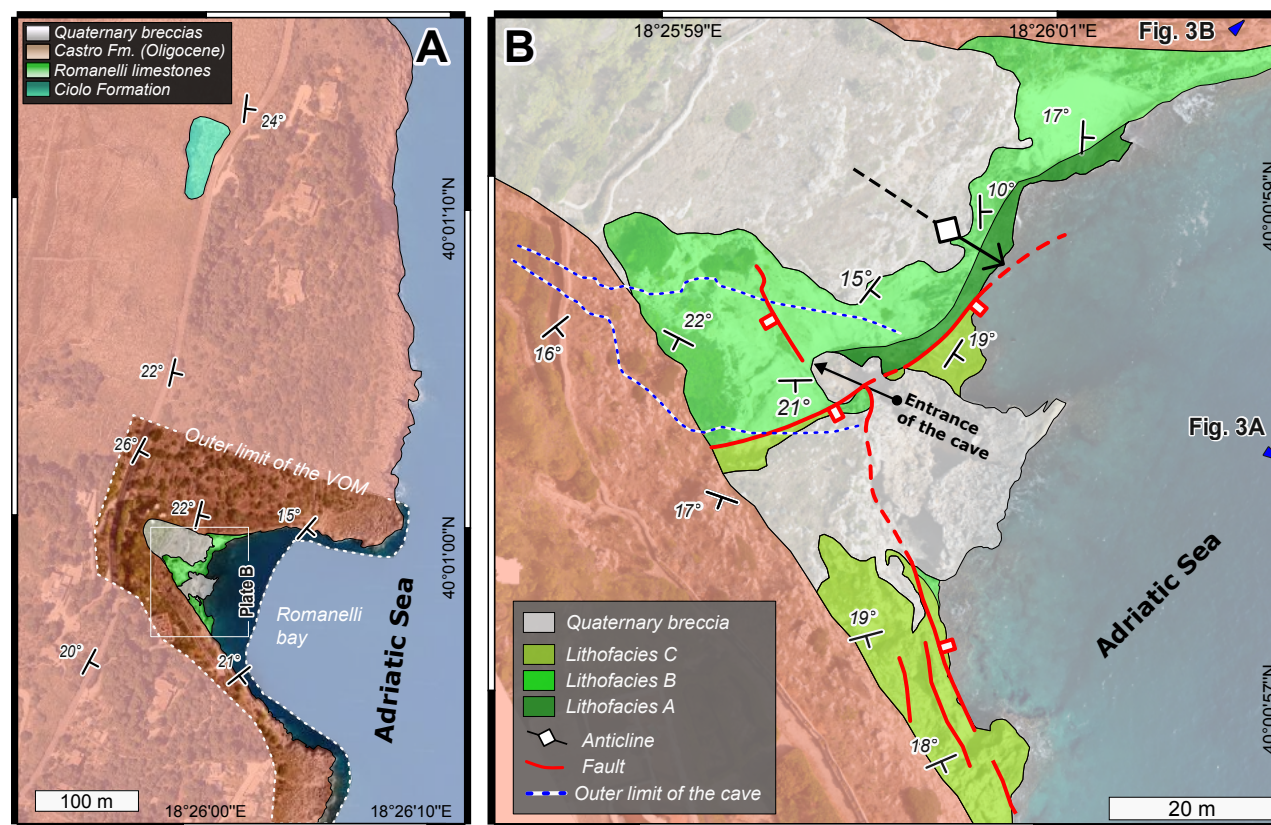 Quaternary breccias
Castro Fm. (Oligocene)
Romanelli limestones
Ciolo Formation
A
24°
40°01'10"N
22°
26°
Outer limit of the VOM
22°
15°
Plate B
40°01'00"N
Romanelli
bay
20°
21°
Adriatic Sea
100 m
18°26'00"E
18°26'10"E
B
18°25'59"E
18°26'01"E
Fig. 3B
17°
10°
40°00'59"N
15°
22°
16°
19°
21°
Entrance
of the cave
Fig. 3A
17°
Adriatic Sea
19°
18°
40°00'57"N
Quaternary breccia
Lithofacies C
Lithofacies B
Lithofacies A
Anticline
Fault
Outer limit of the cave
20 m